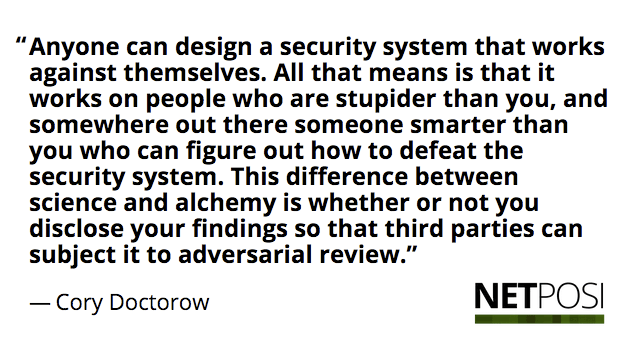 “Anyone can design a security system that works
against themselves. All that means is that it
works on people who are stupider than you, and
somewhere out there someone smarter than
you who can figure out how to defeat the
security system. This difference between
science and alchemy is whether or not you
disclose your findings so that third parties can
subject it to adversarial review.”
— Cory Doctorow
NETPOSI